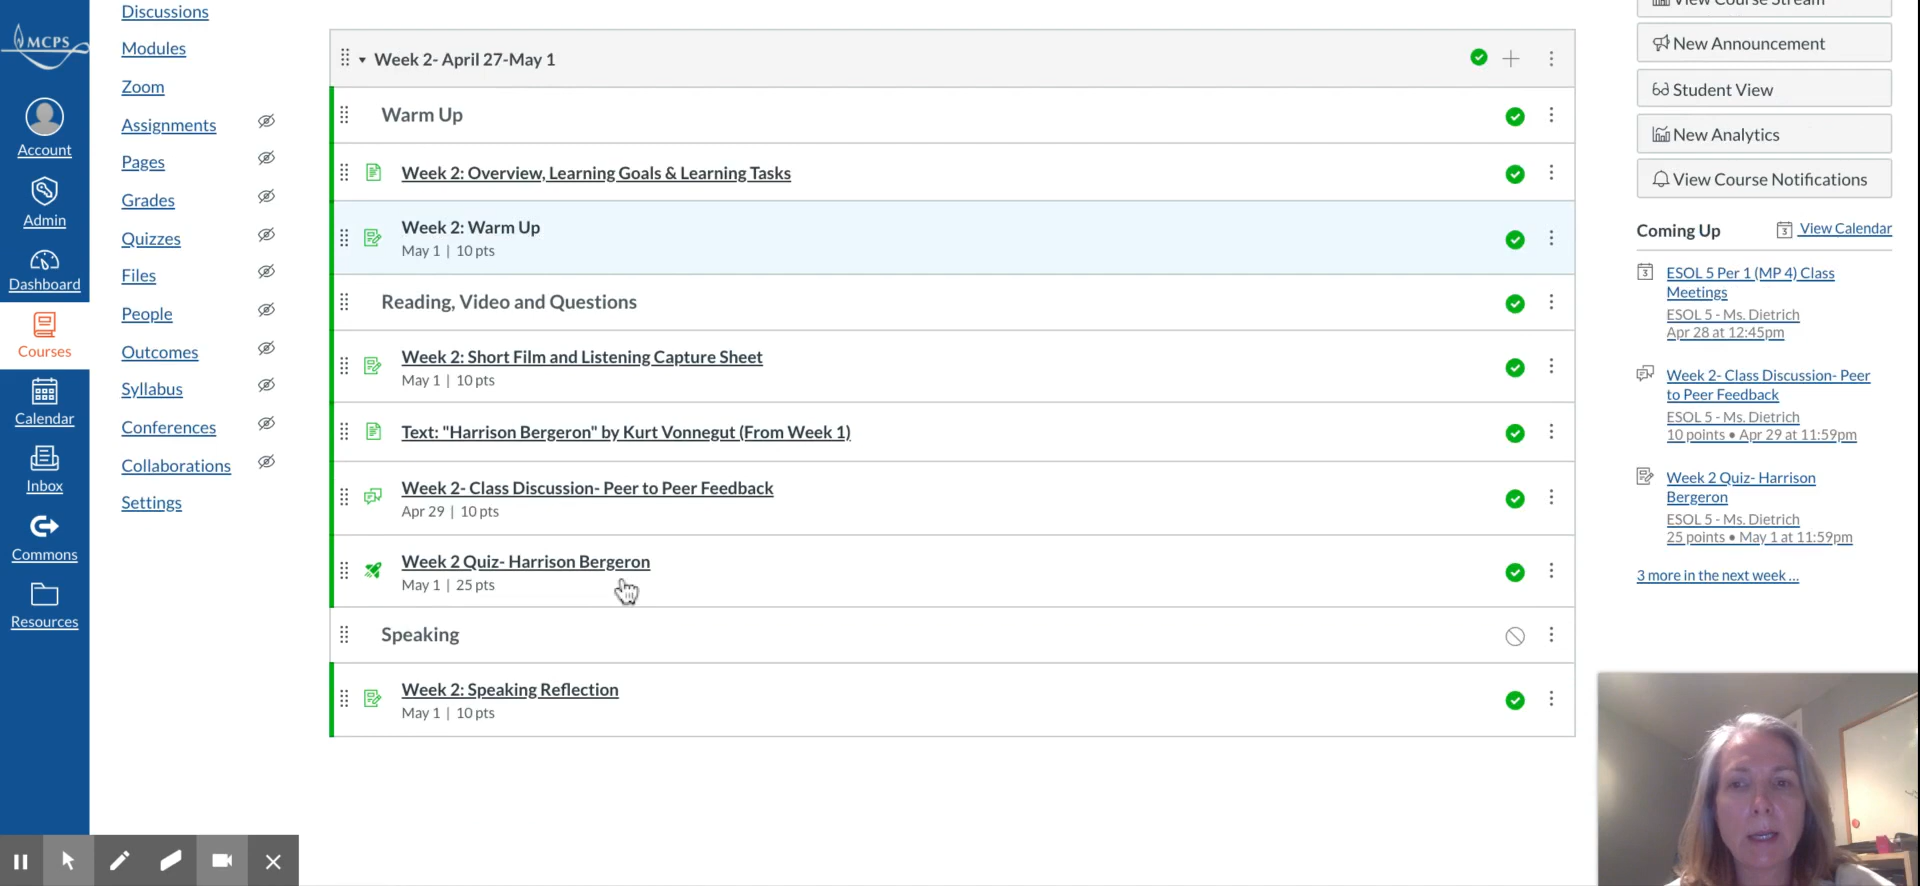 MCPS
Account
Admin
Dashboard
Courses
Calendar
Inbox
Commons
Resources
Discussions
Modules
Zoom
Assignments
Pages
Grades
Quizzes
Files
People
Outcomes
Syllabus
Conferences
Collaborations
Settings
Week 2- April 27-May 1
Warm Up
Week 2: Overview, Learning Goals & Learning Tasks
Week 2: Warm Up
May 1 | 10 pts
Reading, Video and Questions
Week 2: Short Film and Listening Capture Sheet
May 1 | 10 pts
Text: "Harrison Bergeron" by Kurt Vonnegut (From Week 1)
Week 2- Class Discussion- Peer to Peer Feedback
Apr 29 | 10 pts
Week 2 Quiz- Harrison Bergeron
May 1 | 25 pts
Speaking
Week 2: Speaking Reflection
May 1 | 10 pts
View Course Stream
New Announcement
Student View
New Analytics
View Course Notifications
Coming Up
3 View Calendar
3 ESOL 5 Per 1 (MP 4) Class
Meetings
ESOL 5 - Ms. Dietrich
Apr 28 at 12:45pm
Week 2- Class Discussion- Peer
to Peer Feedback
ESOL 5 - Ms. Dietrich
10 points • Apr 29 at 11:59pm
Week 2 Quiz- Harrison
Bergeron
ESOL 5 - Ms. Dietrich
25 points • May 1 at 11:59pm
3 more in the next week ...